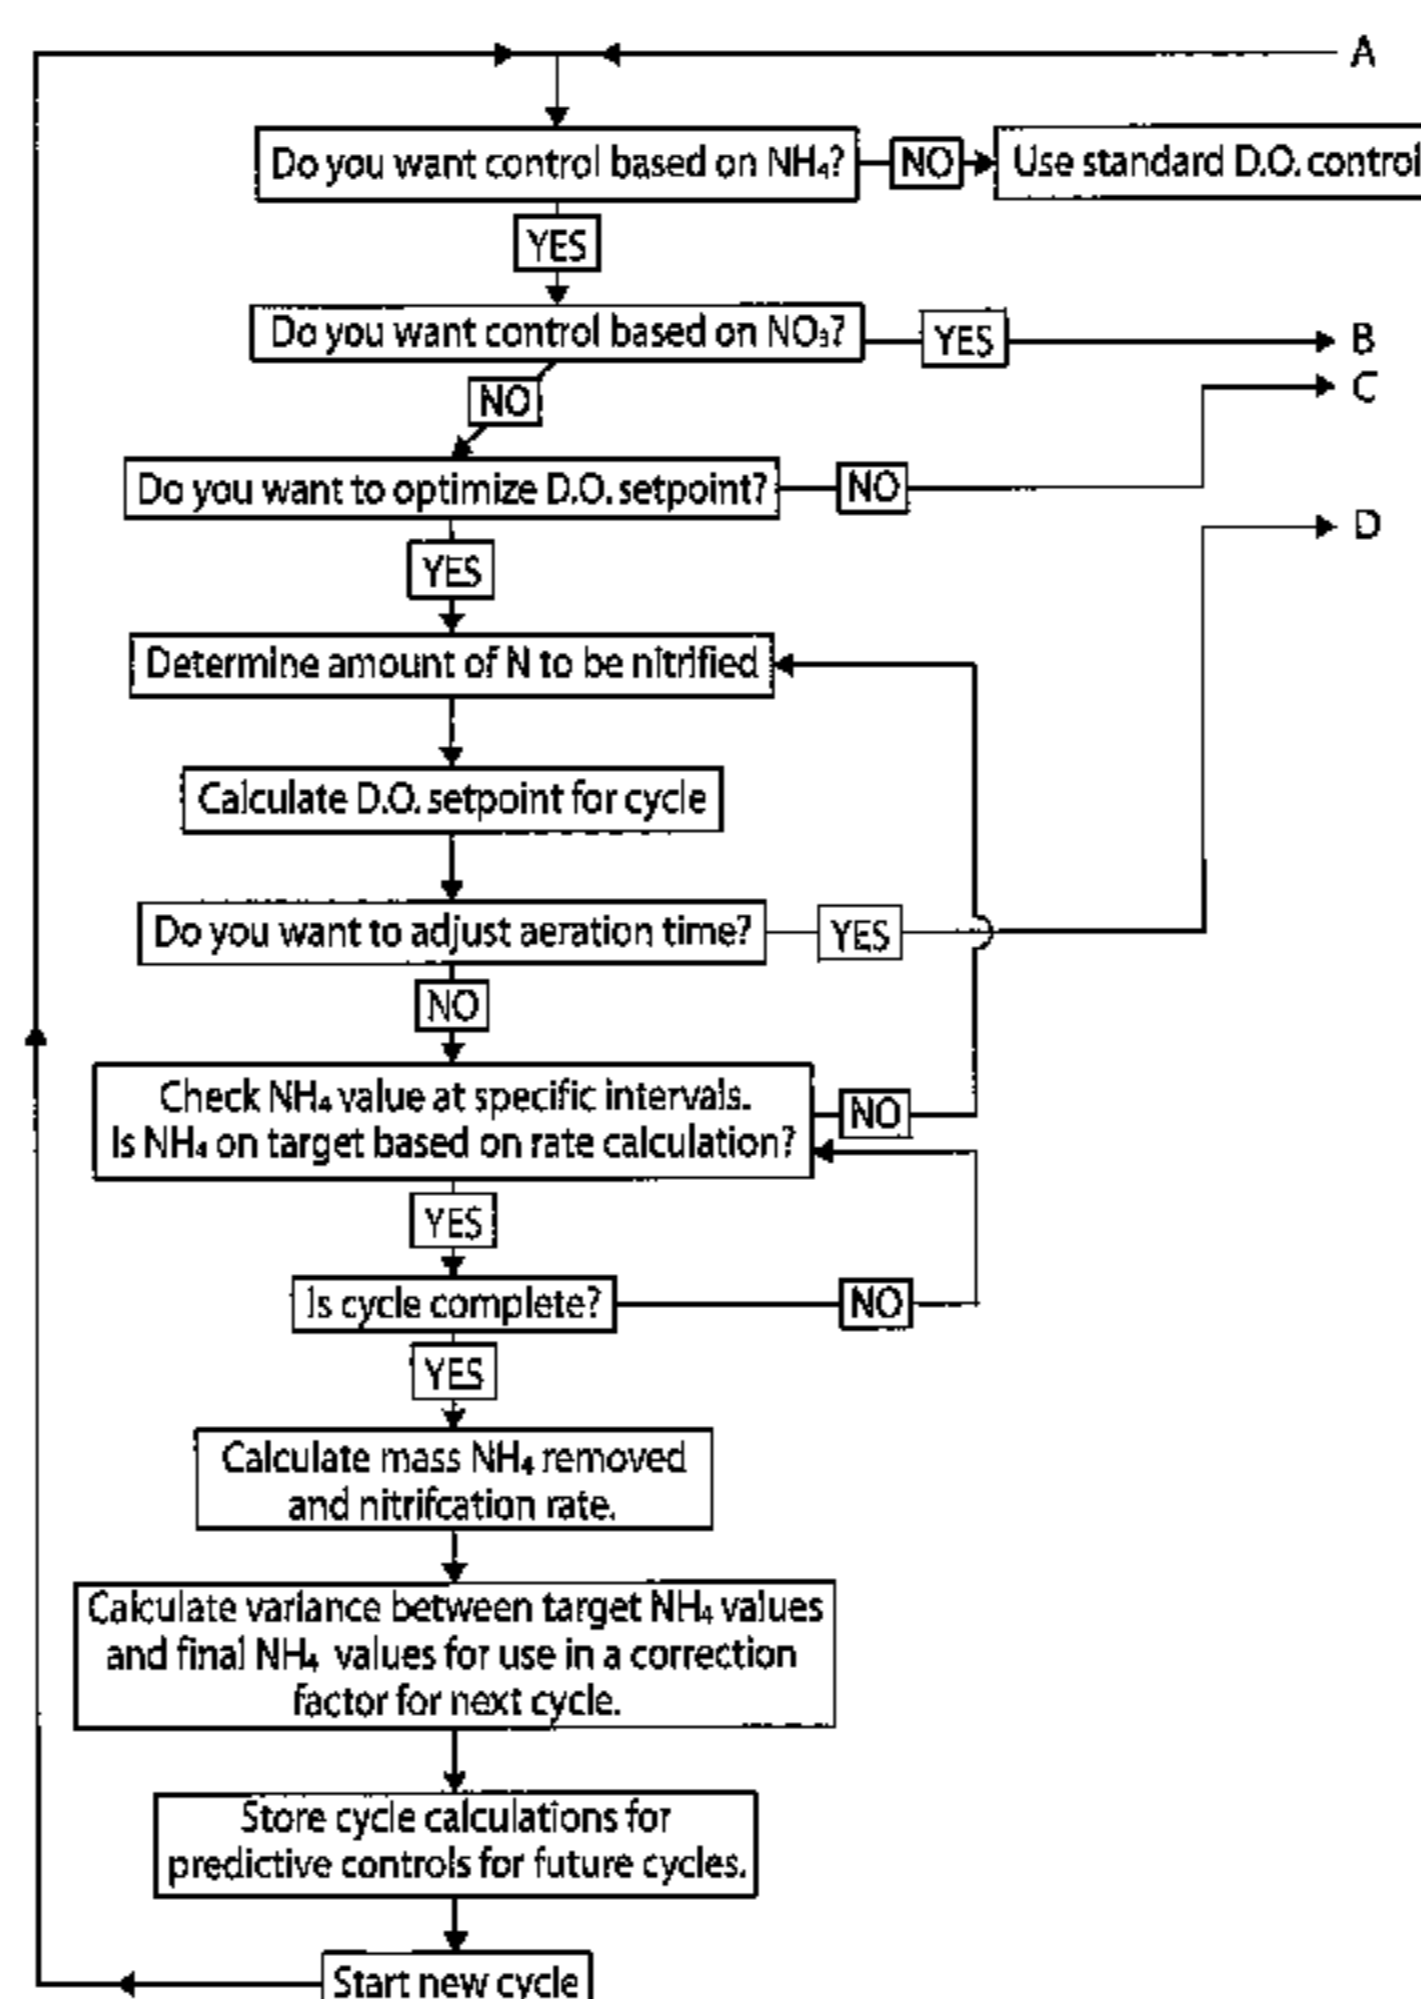 A
Do you want control based on NH₄?
NO
Use standard D.O. control
YES
Do you want control based on NO₃?
YES
B
C
NO
Do you want to optimize D.O. setpoint?
NO
D
YES
Determine amount of N to be nitrified
Calculate D.O. setpoint for cycle
Do you want to adjust aeration time?
YES
NO
Check NH₄ value at specific intervals.
Is NH₄ on target based on rate calculation?
NO
YES
Is cycle complete?
NO
YES
Calculate mass NH₄ removed
and nitrifcation rate.
Calculate variance between target NH₄ values
and final NH₄ values for use in a correction
factor for next cycle.
Store cycle calculations for
predictive controls for future cycles.
Start new cycle